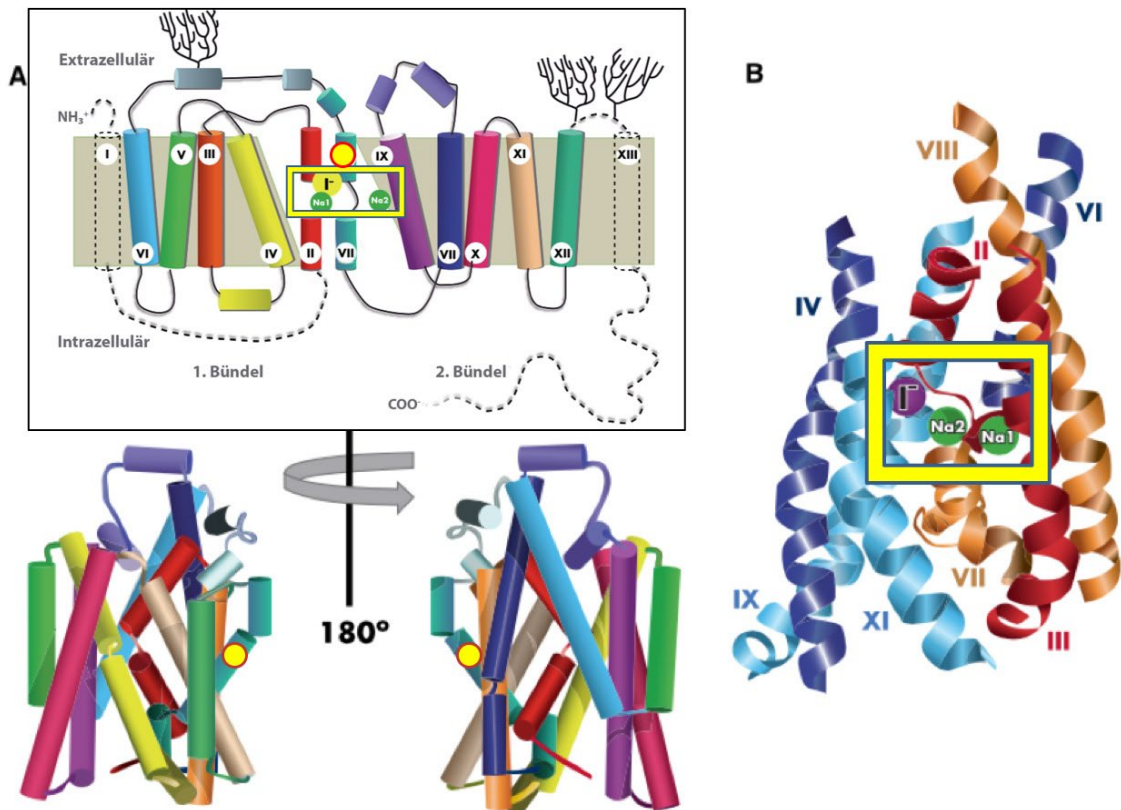 A
Extrazellulär
NH₃⁺
I
V
III
IX
XI
XIII
I⁻
Na1
Na2
VI
IV
II
VII
VII
X
XII
Intrazellulär
1. Bündel
2. Bündel
COO⁻
180°
B
VIII
VI
II
IV
I⁻
Na2
Na1
VII
IX
XI
III